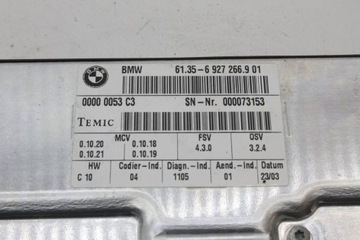 BMW 61.35-6 927 266.9 01
0000 0053 C3 SN-Nr. 000073153
TEMIC
MCV FSV OSV
0.10.20 0.10.18 4.3.0 3.2.4
0.10.21 0.10.19
HW Codier-Ind. Diagn.-Ind. Aend.-Ind. Datum
C 10 04 1105 01 23/03